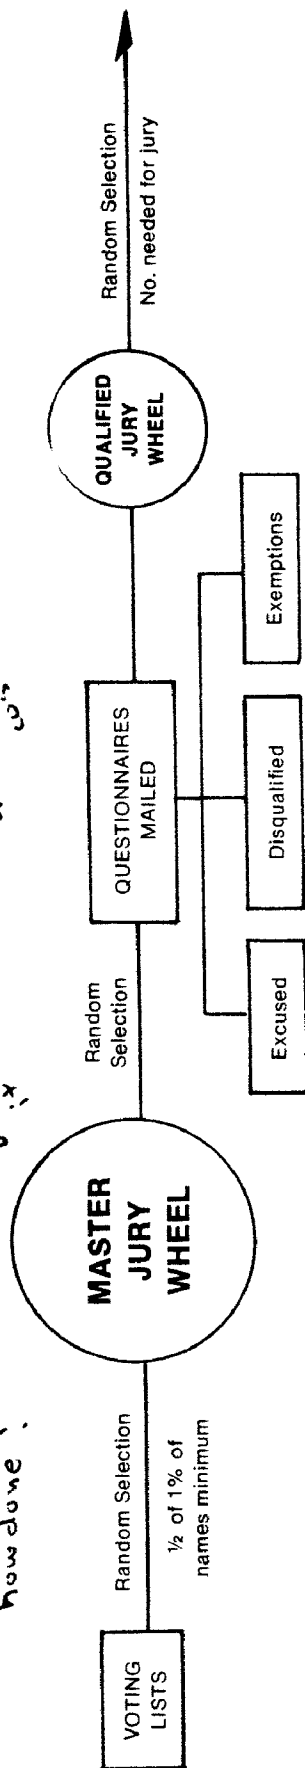 how done
VOTING
LISTS
Random Selection
½ of 1% of
names minimum
MASTER
JURY
WHEEL
Random
Selection
QUESTIONNAIRES
MAILED
Excused
Disqualified
Exemptions
QUALIFIED
JURY
WHEEL
Random Selection
No. needed for jury